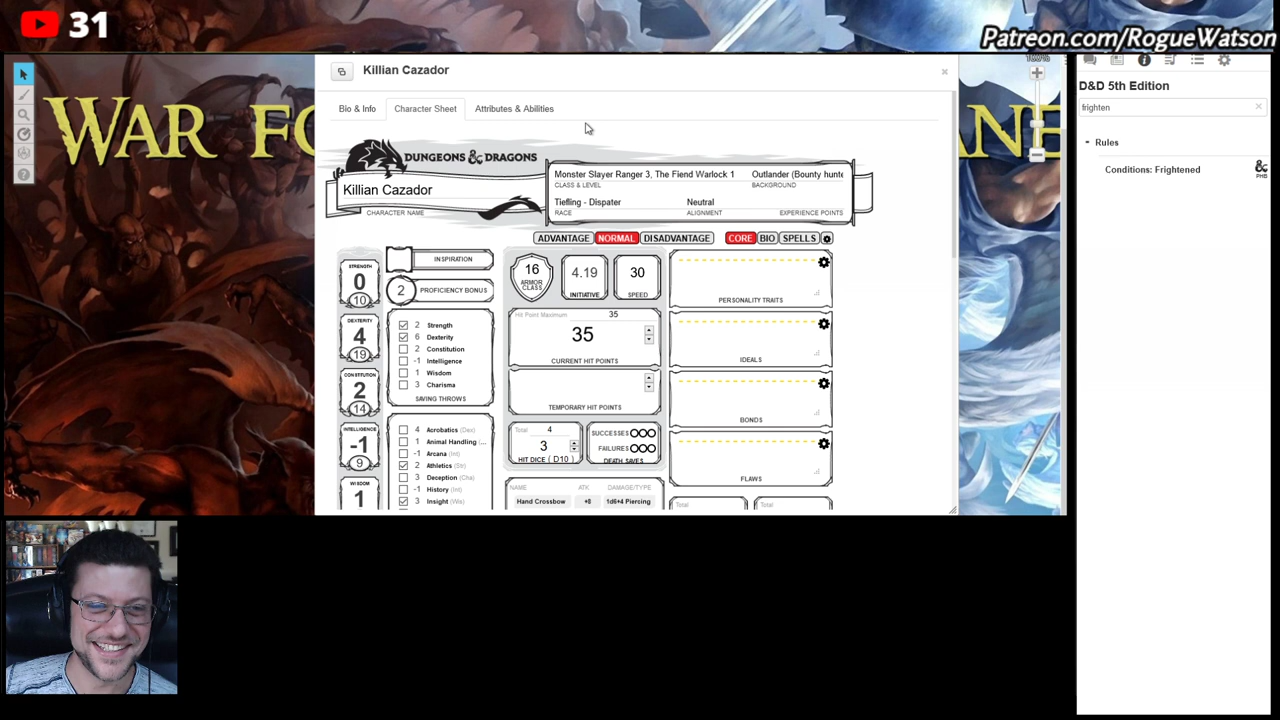 31
Patreon.com/RogueWatson
WAR FO
NE
Killian Cazador
Bio & Info
Character Sheet
Attributes & Abilities
100%
D&D 5th Edition
frighten
Rules
Conditions: Frightened
PHB
DUNGEONS & DRAGONS
Killian Cazador
CHARACTER NAME
Monster Slayer Ranger 3, The Fiend Warlock 1
Outlander (Bounty hunte
CLASS & LEVEL
BACKGROUND
Tiefling - Dispater
Neutral
RACE
ALIGNMENT
EXPERIENCE POINTS
ADVANTAGE
NORMAL
DISADVANTAGE
CORE
BIO
SPELLS
STRENGTH
0
10
DEXTERITY
4
19
CONSTITUTION
2
14
INTELLIGENCE
-1
9
WISDOM
1
INSPIRATION
2
PROFICIENCY BONUS
2 Strength
6 Dexterity
2 Constitution
-1 Intelligence
1 Wisdom
3 Charisma
SAVING THROWS
4 Acrobatics (Dex)
1 Animal Handling (...
-1 Arcana (Int)
2 Athletics (Str)
3 Deception (Cha)
-1 History (Int)
3 Insight (Wis)
16
ARMOR
CLASS
4.19
INITIATIVE
30
SPEED
Hit Point Maximum
35
35
CURRENT HIT POINTS
TEMPORARY HIT POINTS
Total
4
3
HIT DICE ( D10 )
SUCCESSES
FAILURES
DEATH SAVES
NAME
ATK
DAMAGE/TYPE
Hand Crossbow
+8
1d6+4 Piercing
PERSONALITY TRAITS
IDEALS
BONDS
FLAWS
Total
Total